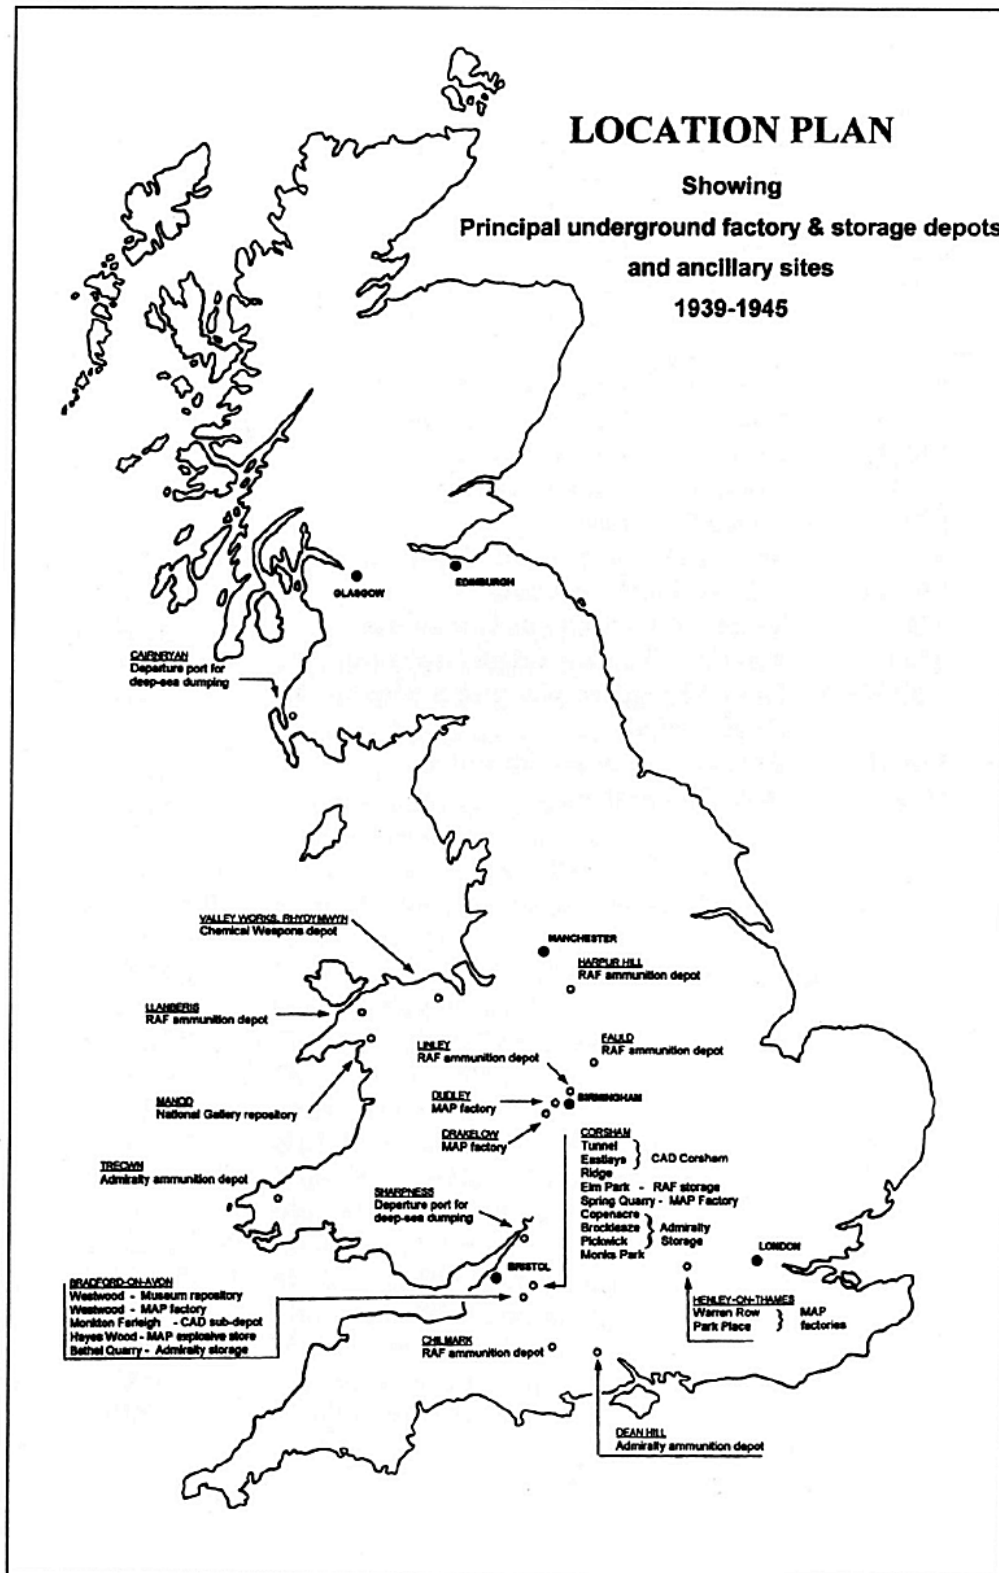 LOCATION PLAN
Showing
Principal underground factory & storage depots
and ancillary sites
1939-1945
GLASGOW
EDINBURGH
CAIRNRYAN
Departure port for
deep-sea dumping
VALLEY WORKS, RHYDYMWYN
Chemical Weapons depot
MANCHESTER
HARPUR HILL
RAF ammunition depot
LLANBERIS
RAF ammunition depot
FAULD
RAF ammunition depot
LINLEY
RAF ammunition depot
DUDLEY
MAP factory
BIRMINGHAM
MANOD
National Gallery repository
DRAKELOW
MAP factory
CORSHAM
Tunnel
Eastlays } CAD Corsham
Ridge
Elm Park - RAF storage
Spring Quarry - MAP Factory
Copenacre
Brockleaze } Admiralty
Pickwick } Storage
Monks Park
TRECWN
Admiralty ammunition depot
SHARPNESS
Departure port for
deep-sea dumping
LONDON
BRISTOL
BRADFORD-ON-AVON
Westwood - Museum repository
Westwood - MAP factory
Monkton Farleigh - CAD sub-depot
Hayes Wood - MAP explosive store
Bethel Quarry - Admiralty storage
HENLEY-ON-THAMES
Warren Row } MAP
Park Place } factories
CHILMARK
RAF ammunition depot
DEAN HILL
Admiralty ammunition depot